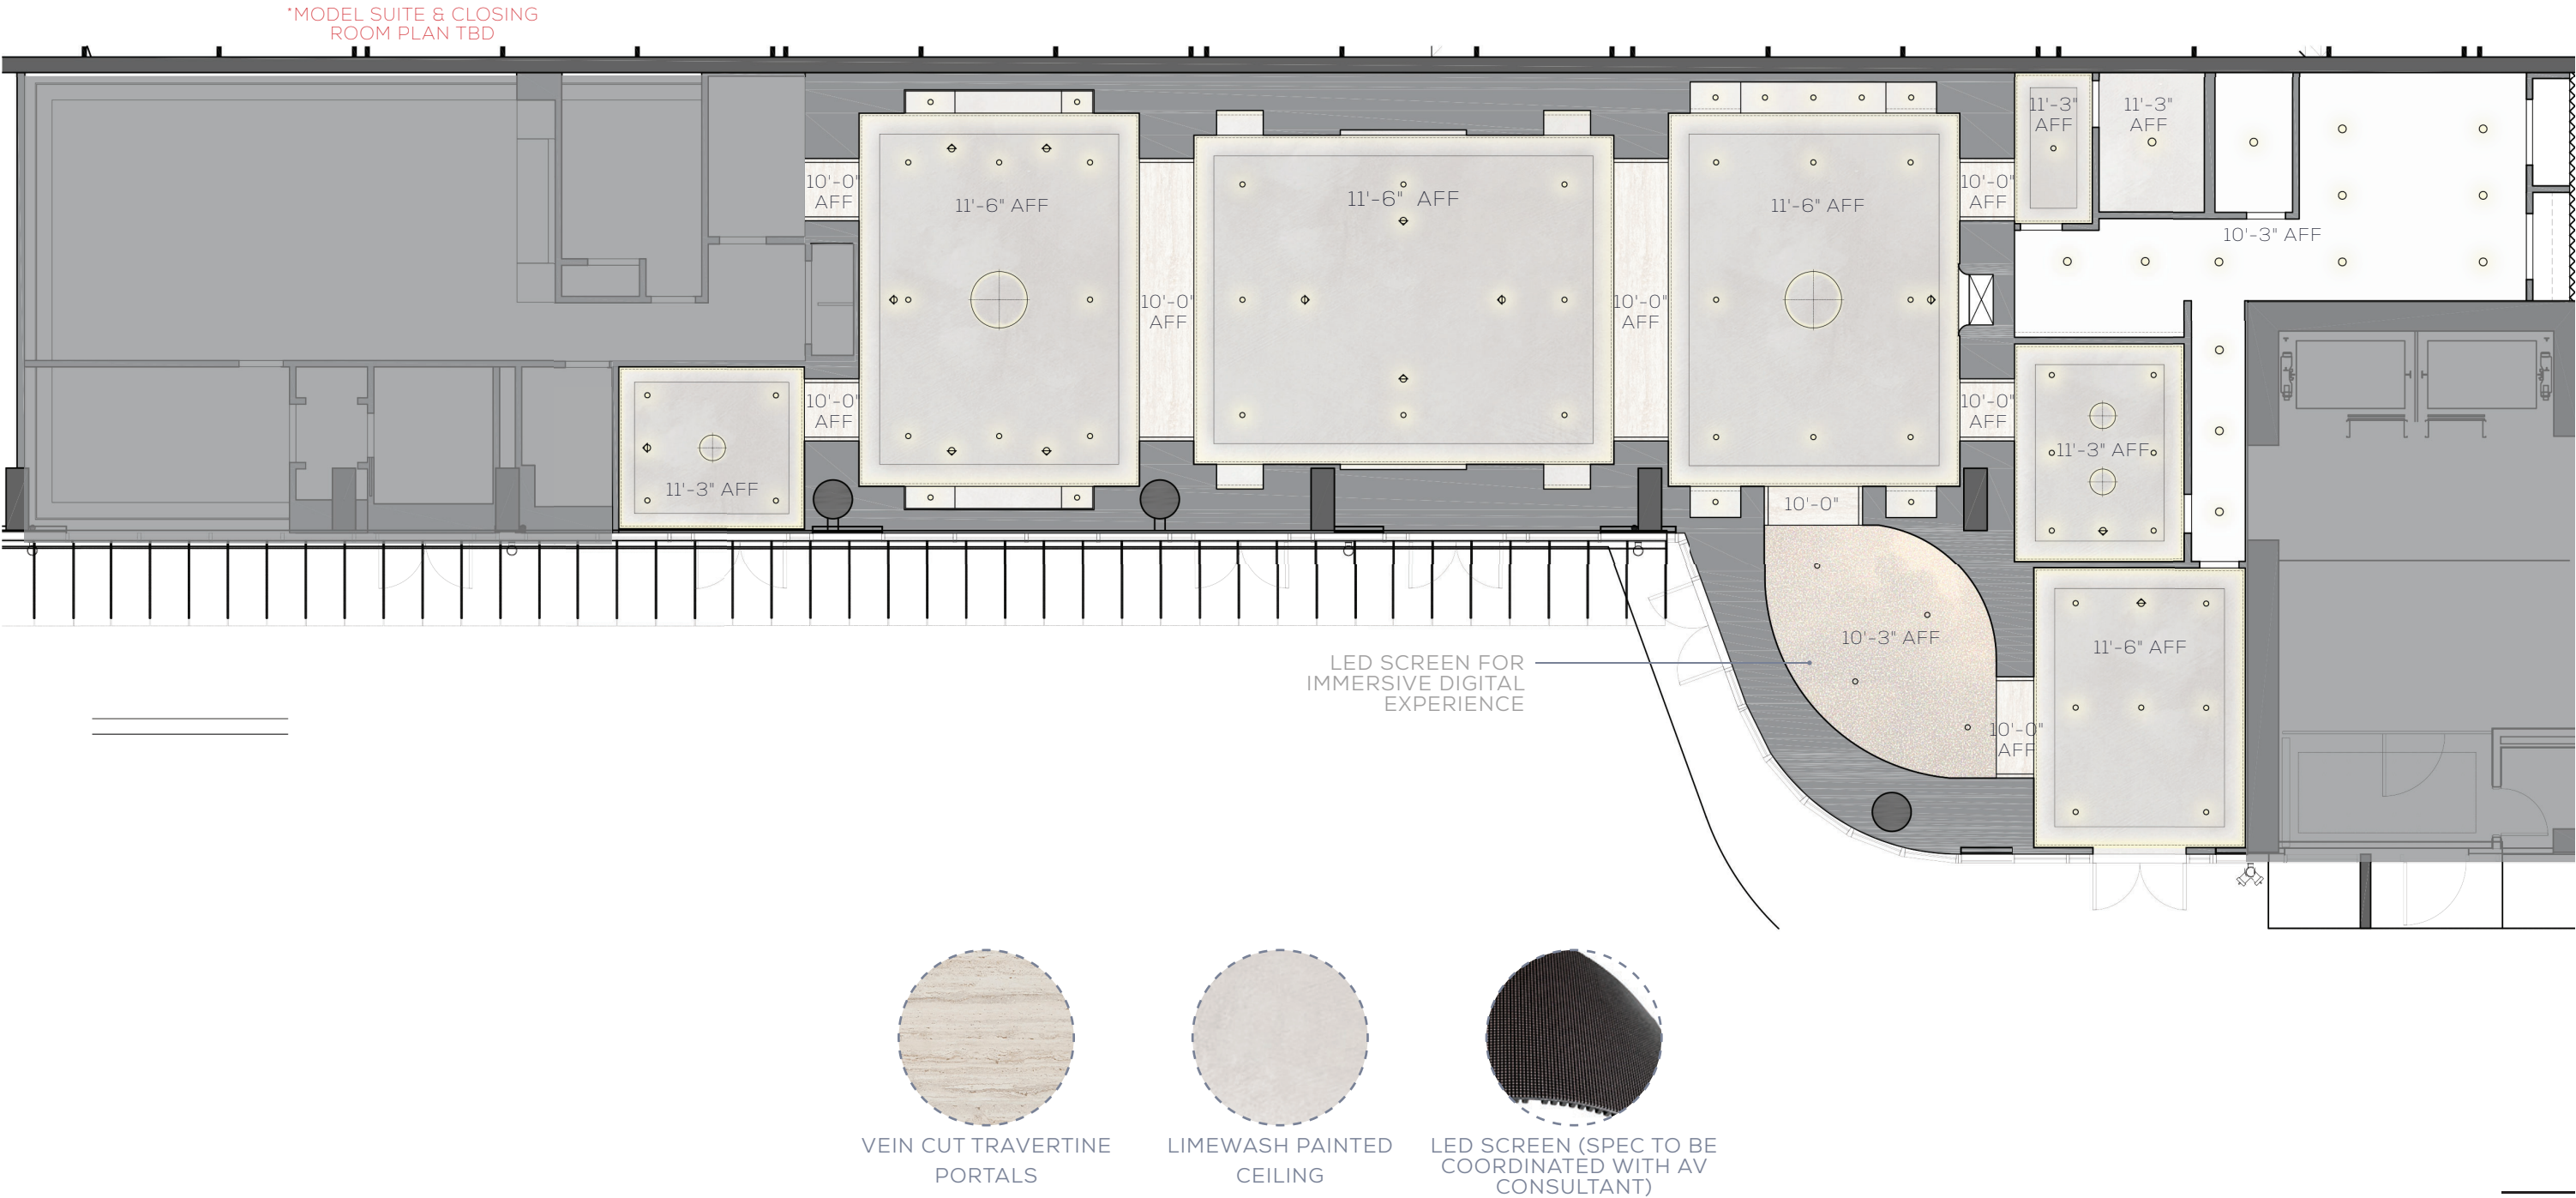 *MODEL SUITE & CLOSING
ROOM PLAN TBD
11'-3"
AFF
11'-3"
AFF
10'-0"
AFF
11'-6" AFF
11'-6" AFF
11'-6" AFF
10'-0"
AFF
10'-3" AFF
10'-0"
AFF
10'-0"
AFF
10'-0"
AFF
10'-0"
AFF
11'-3" AFF
11'-3" AFF
10'-0"
10'-3" AFF
11'-6" AFF
LED SCREEN FOR
IMMERSIVE DIGITAL
EXPERIENCE
10'-0"
AFF
VEIN CUT TRAVERTINE
PORTALS
LIMEWASH PAINTED
CEILING
LED SCREEN (SPEC TO BE
COORDINATED WITH AV
CONSULTANT)